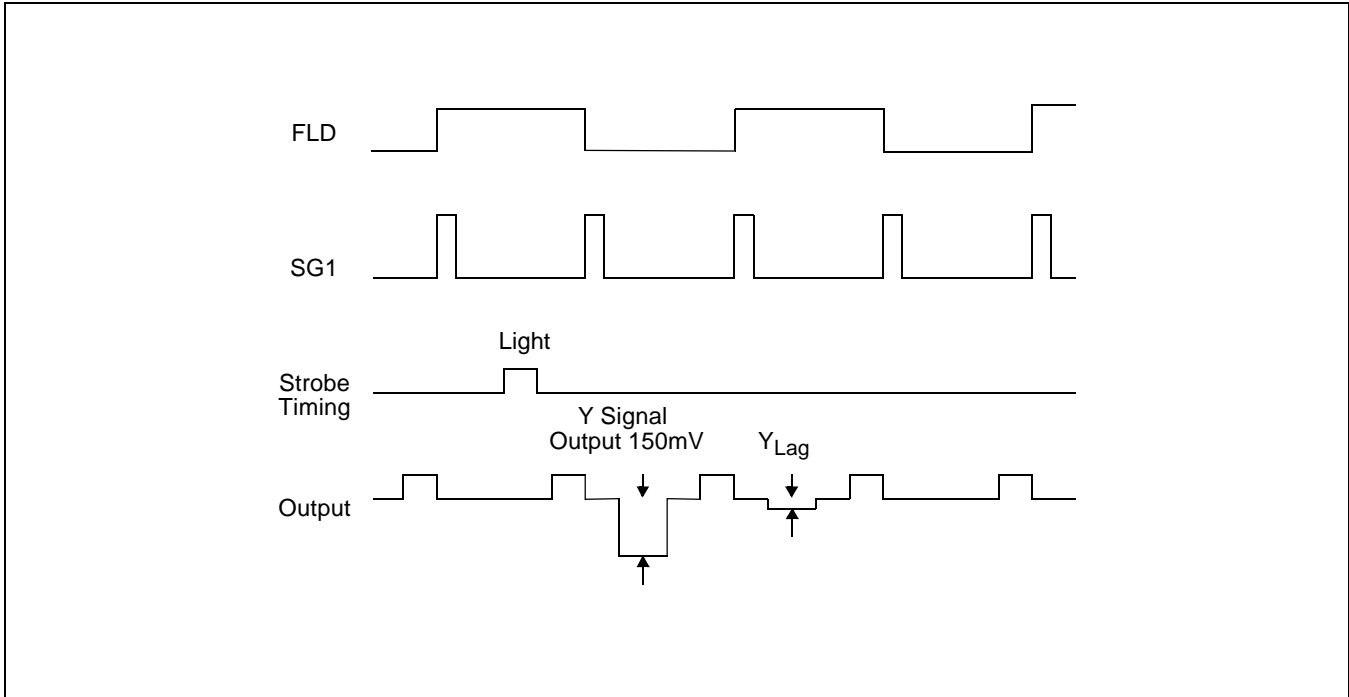 FLD
SG1
Light
Strobe
Timing
Y Signal
Output 150mV
YLag
Output